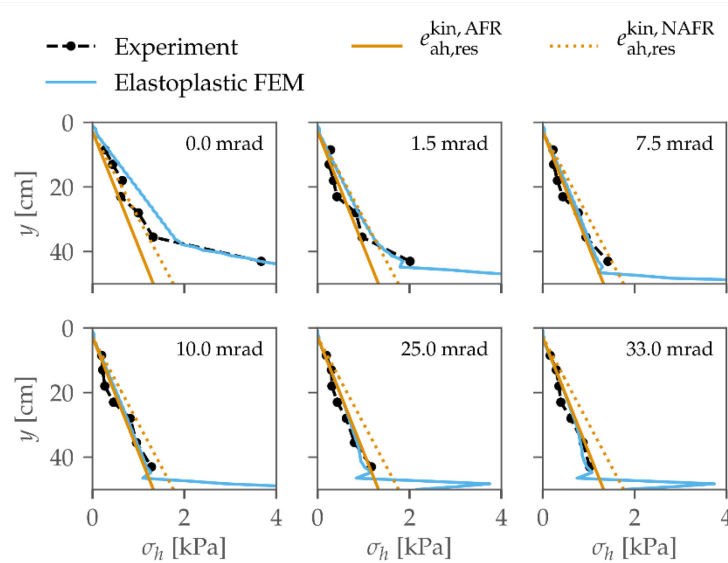 Experiment
Elastoplastic FEM
e_{ah,res}^{kin, AFR}
e_{ah,res}^{kin, NAFR}
0
20
40
y [cm]
0.0 mrad
1.5 mrad
7.5 mrad
0
20
40
y [cm]
10.0 mrad
25.0 mrad
33.0 mrad
0 2 4
0 2 4
0 2 4
σ_h [kPa]
σ_h [kPa]
σ_h [kPa]